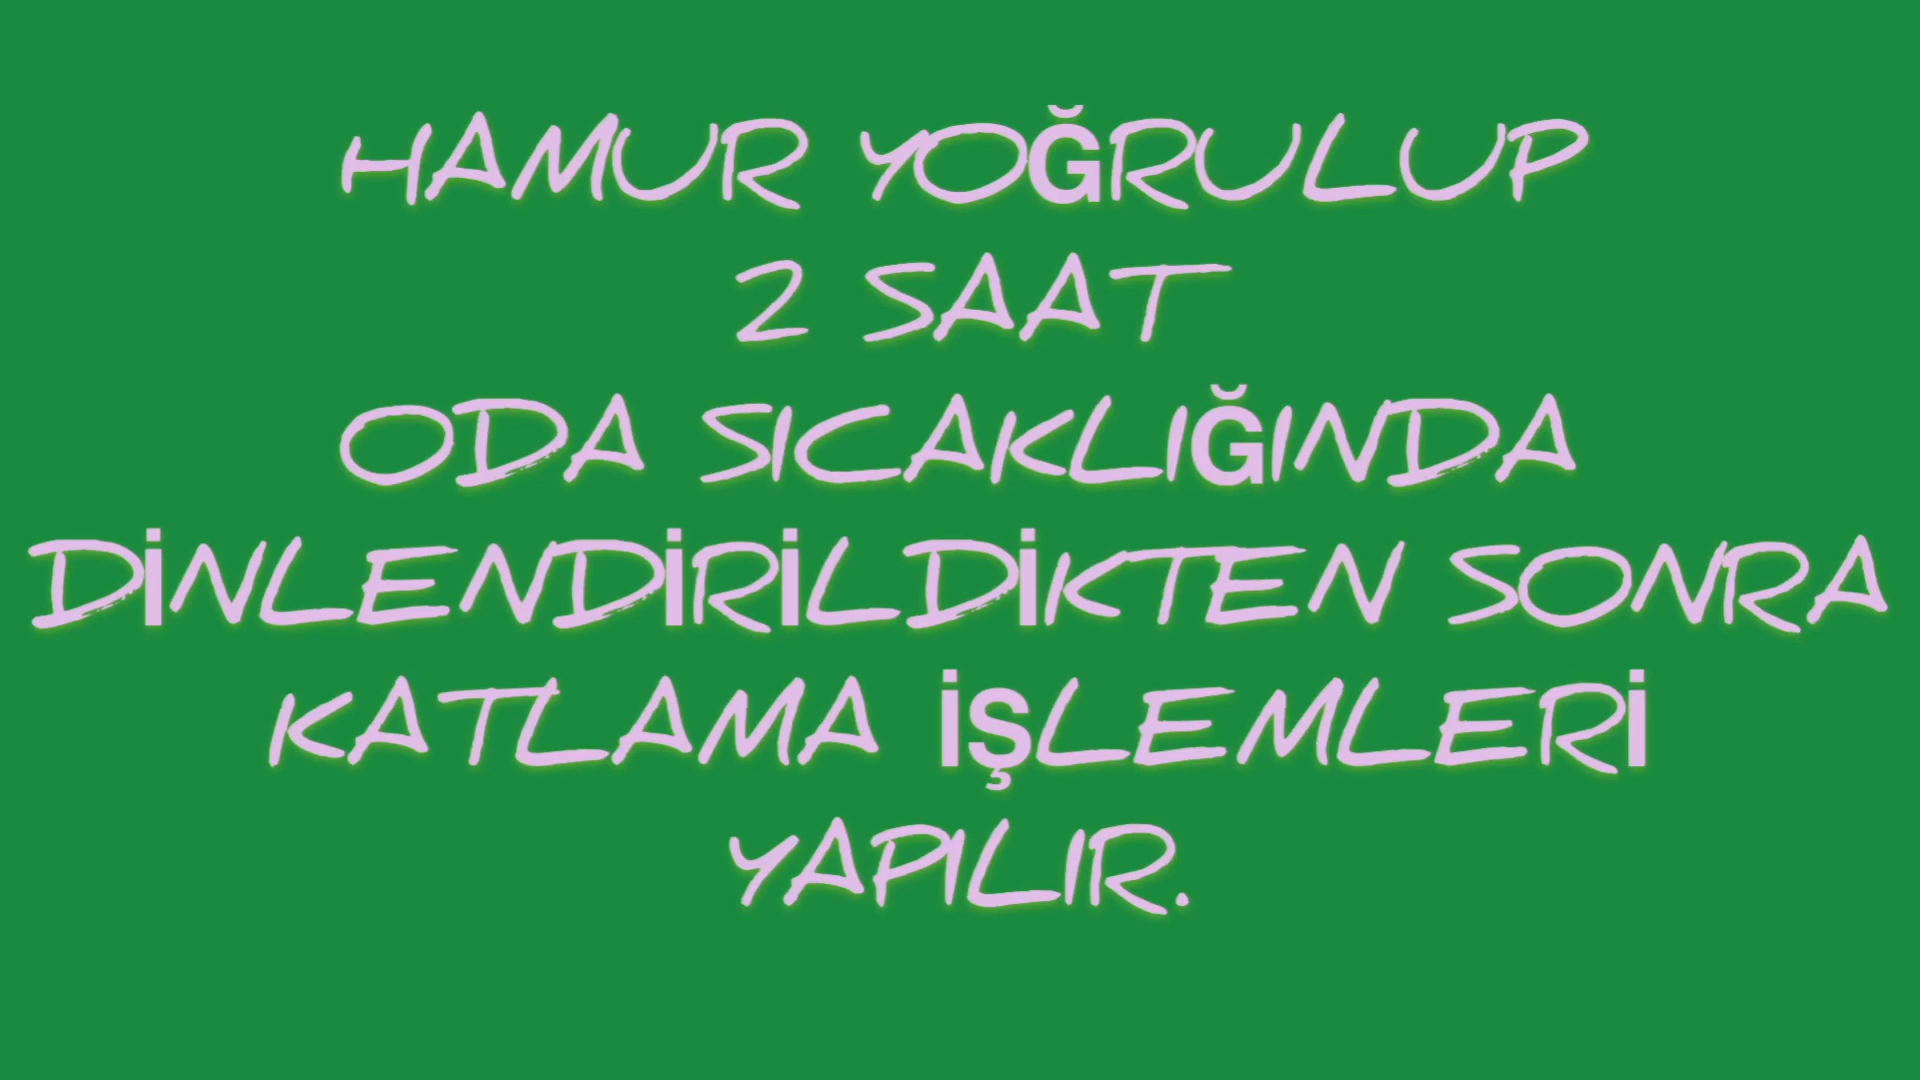 HAMUR YOĞRULUP
2 SAAT
ODA SICAKLIĞINDA
DİNLENDİRİLDİKTEN SONRA
KATLAMA İŞLEMLERİ
YAPILIR.